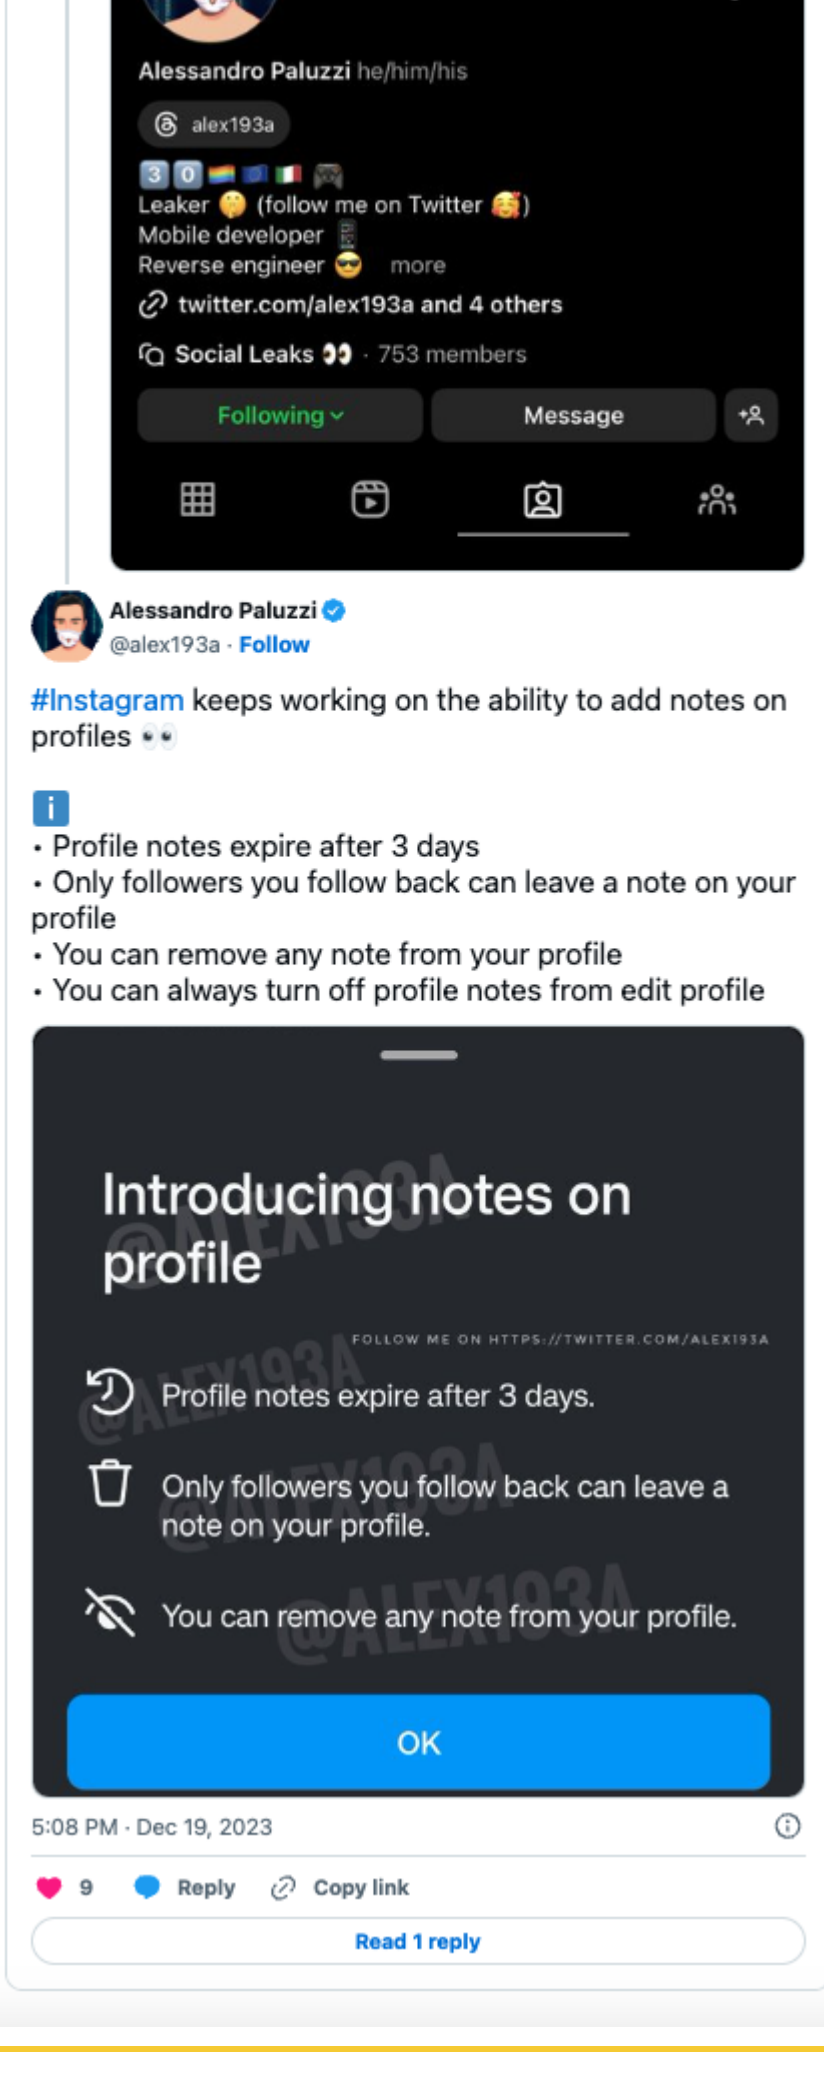 Alessandro Paluzzi he/him/his
alex193a
3️⃣0️⃣🏳️‍🌈🇪🇺🇮🇹 🎮
Leaker 🤫 (follow me on Twitter 🥰)
Mobile developer 📱
Reverse engineer 😎 more
twitter.com/alex193a and 4 others
Social Leaks 👀 · 753 members
Following
Message
Alessandro Paluzzi
@alex193a · Follow
#Instagram keeps working on the ability to add notes on
profiles 👀
ℹ️
• Profile notes expire after 3 days
• Only followers you follow back can leave a note on your
profile
• You can remove any note from your profile
• You can always turn off profile notes from edit profile
Introducing notes on
profile
@ALEX193A
FOLLOW ME ON HTTPS://TWITTER.COM/ALEX193A
@ALEX193A
Profile notes expire after 3 days.
@ALEX193A
Only followers you follow back can leave a
note on your profile.
@ALEX193A
You can remove any note from your profile.
OK
5:08 PM · Dec 19, 2023
9 Reply Copy link
Read 1 reply